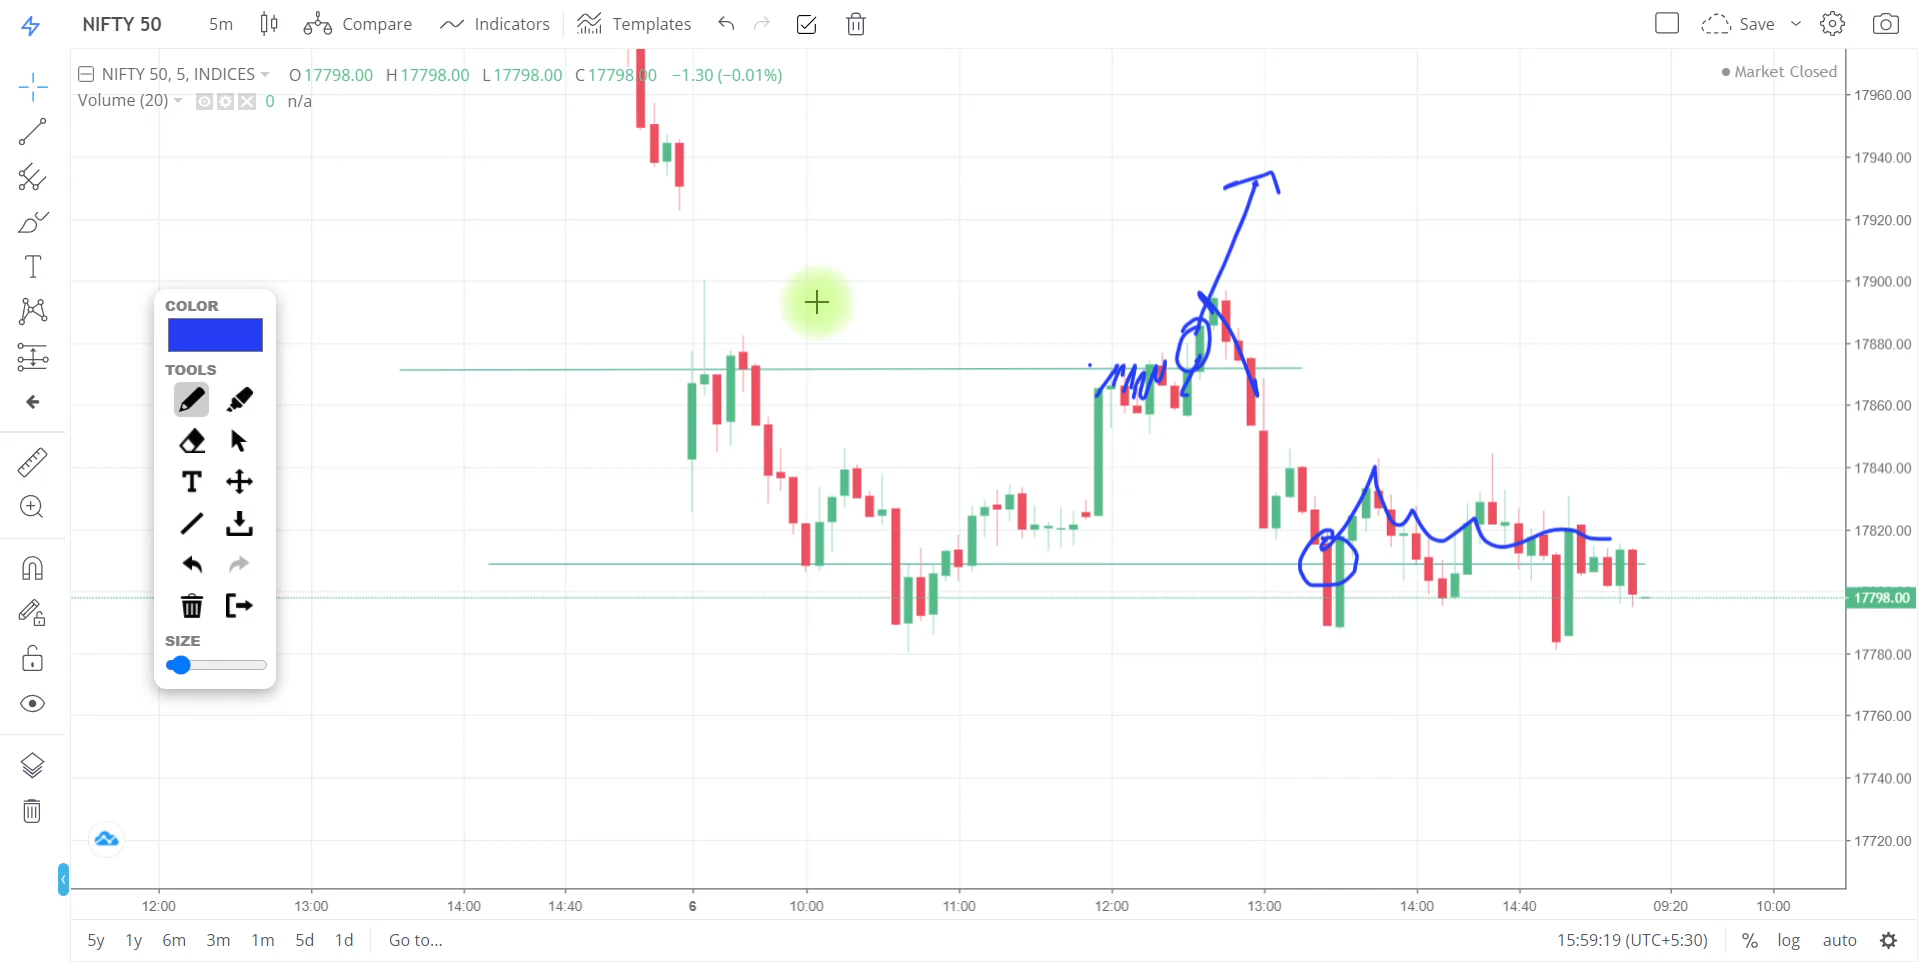 NIFTY 50 5m Compare Indicators Templates Save
NIFTY 50, 5, INDICES O17798.00 H17798.00 L17798.00 C17798.00 −1.30 (−0.01%)
Market Closed
Volume (20) 0 n/a
17960.00
17940.00
17920.00
17900.00
17880.00
17860.00
17840.00
17820.00
17798.00
17780.00
17760.00
17740.00
17720.00
COLOR
TOOLS
T
SIZE
12:00 13:00 14:00 14:40 6 10:00 11:00 12:00 13:00 14:00 14:40 09:20 10:00
5y 1y 6m 3m 1m 5d 1d Go to... 15:59:19 (UTC+5:30) % log auto